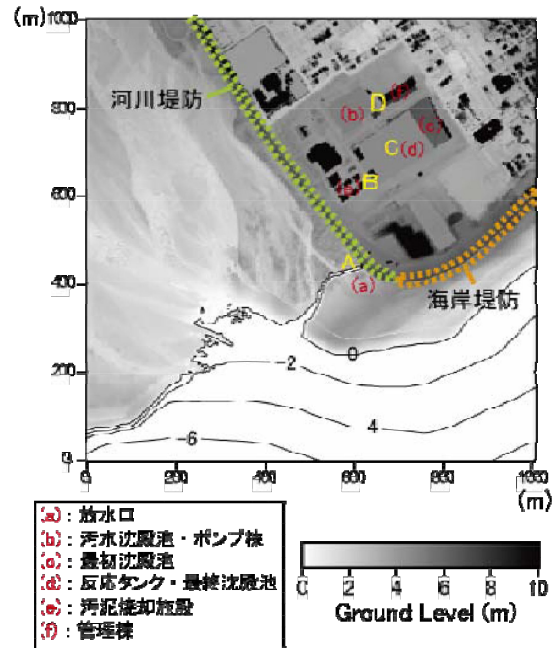 (m)
1000
河川堤防
800
D
(f)
(b)
(c)
C
(d)
600
(e)
B
A
400
(a)
海岸堤防
0
200
2
4
6
0
0
200
400
600
800
1000
(m)
(a): 放水口
(b): 汚水沈殿池・ポンプ棟
(c): 最初沈殿池
(d): 反応タンク・最終沈殿池
(e): 汚泥焼却施設
(f): 管理棟
0 2 4 6 8 10
Ground Level (m)